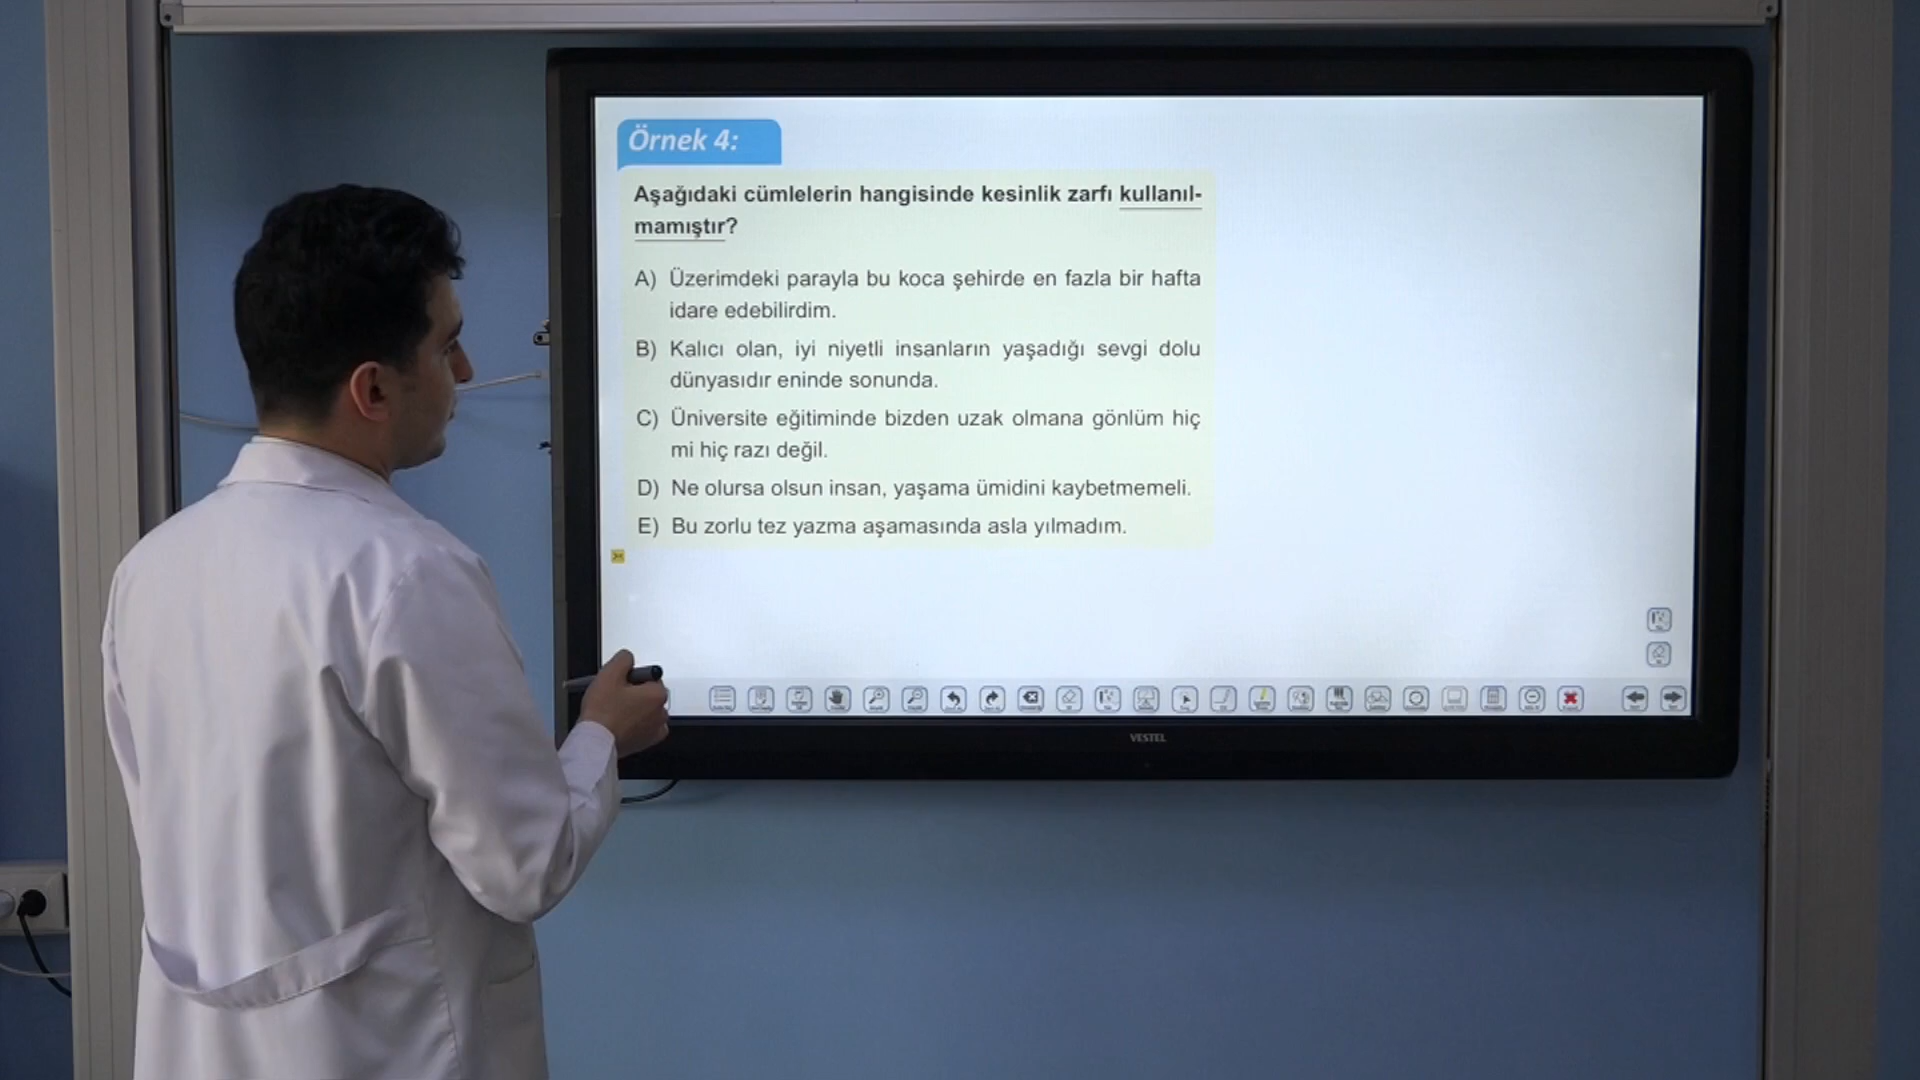 Örnek 4:
Aşağıdaki cümlelerin hangisinde kesinlik zarfı kullanıl-
mamıştır?
A) Üzerimdeki parayla bu koca şehirde en fazla bir hafta
idare edebilirdim.
B) Kalıcı olan, iyi niyetli insanların yaşadığı sevgi dolu
dünyasıdır eninde sonunda.
C) Üniversite eğitiminde bizden uzak olmana gönlüm hiç
mi hiç razı değil.
D) Ne olursa olsun insan, yaşama ümidini kaybetmemeli.
E) Bu zorlu tez yazma aşamasında asla yılmadım.
VESTEL